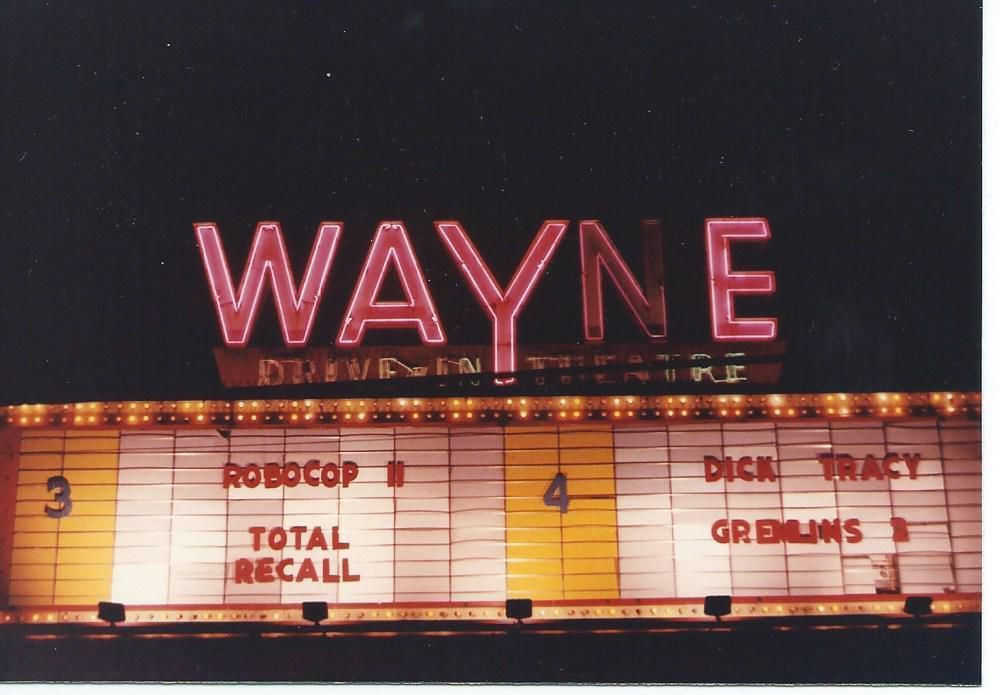 WAYNE
DRIVE-IN THEATRE
3
ROBOCOP II
TOTAL
RECALL
4
DICK TRACY
GREMLINS 2